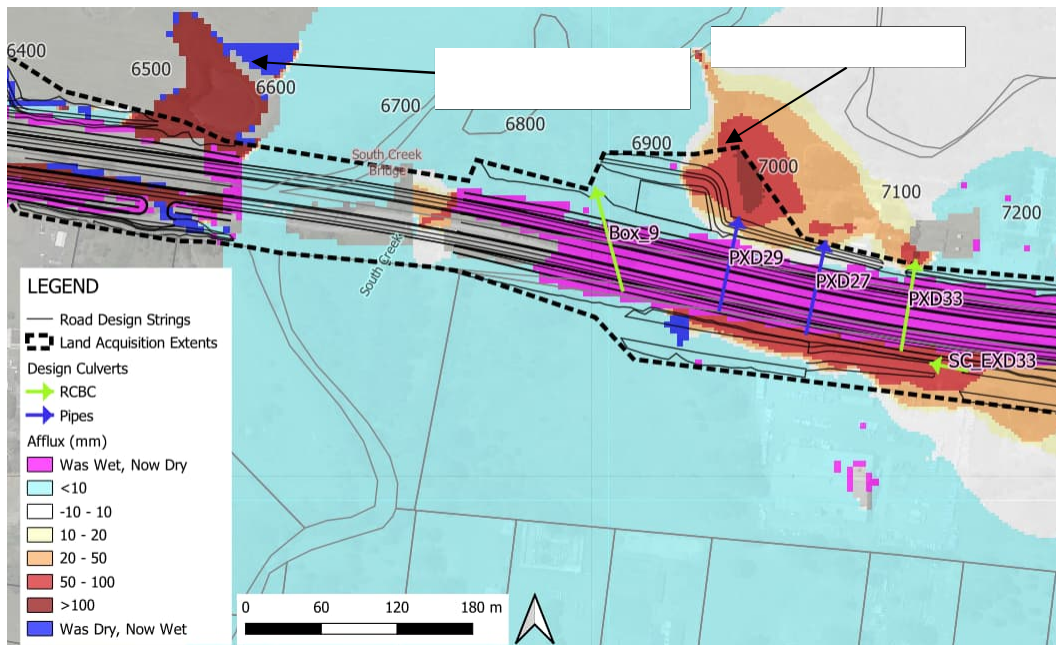 6400
6500
6600
6700
6800
6900
7000
7100
7200
South Creek
Bridge
South Creek
Box_9
PXD29
PXD27
PXD33
SC_EXD33
LEGEND
Road Design Strings
Land Acquisition Extents
Design Culverts
RCBC
Pipes
Afflux (mm)
Was Wet, Now Dry
<10
-10 - 10
10 - 20
20 - 50
50 - 100
>100
Was Dry, Now Wet
0 60 120 180 m